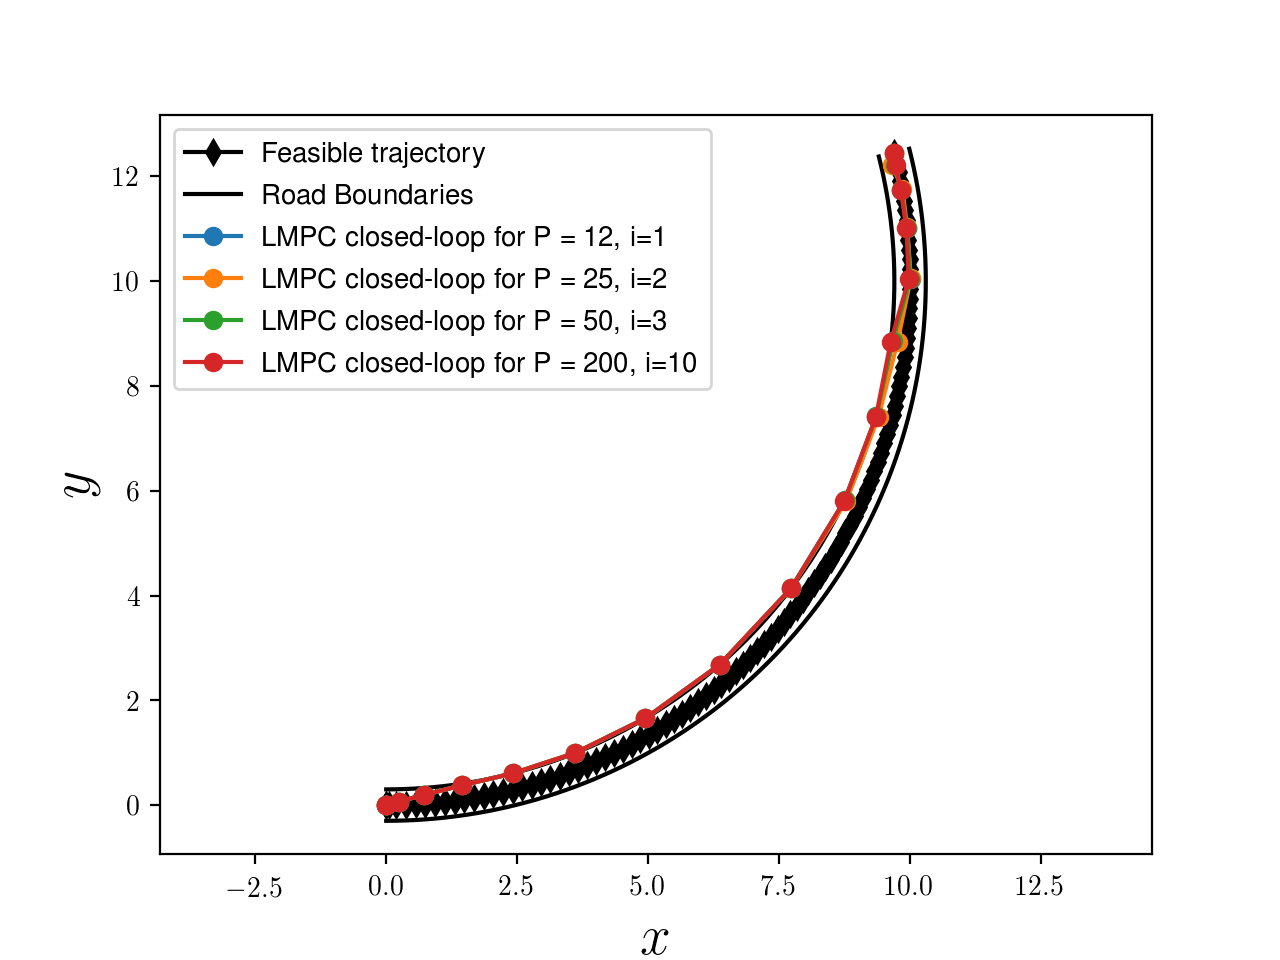 Feasible trajectory
Road Boundaries
LMPC closed-loop for P = 12, i=1
LMPC closed-loop for P = 25, i=2
LMPC closed-loop for P = 50, i=3
LMPC closed-loop for P = 200, i=10
12
10
8
6
4
2
0
y
−2.5 0.0 2.5 5.0 7.5 10.0 12.5
x